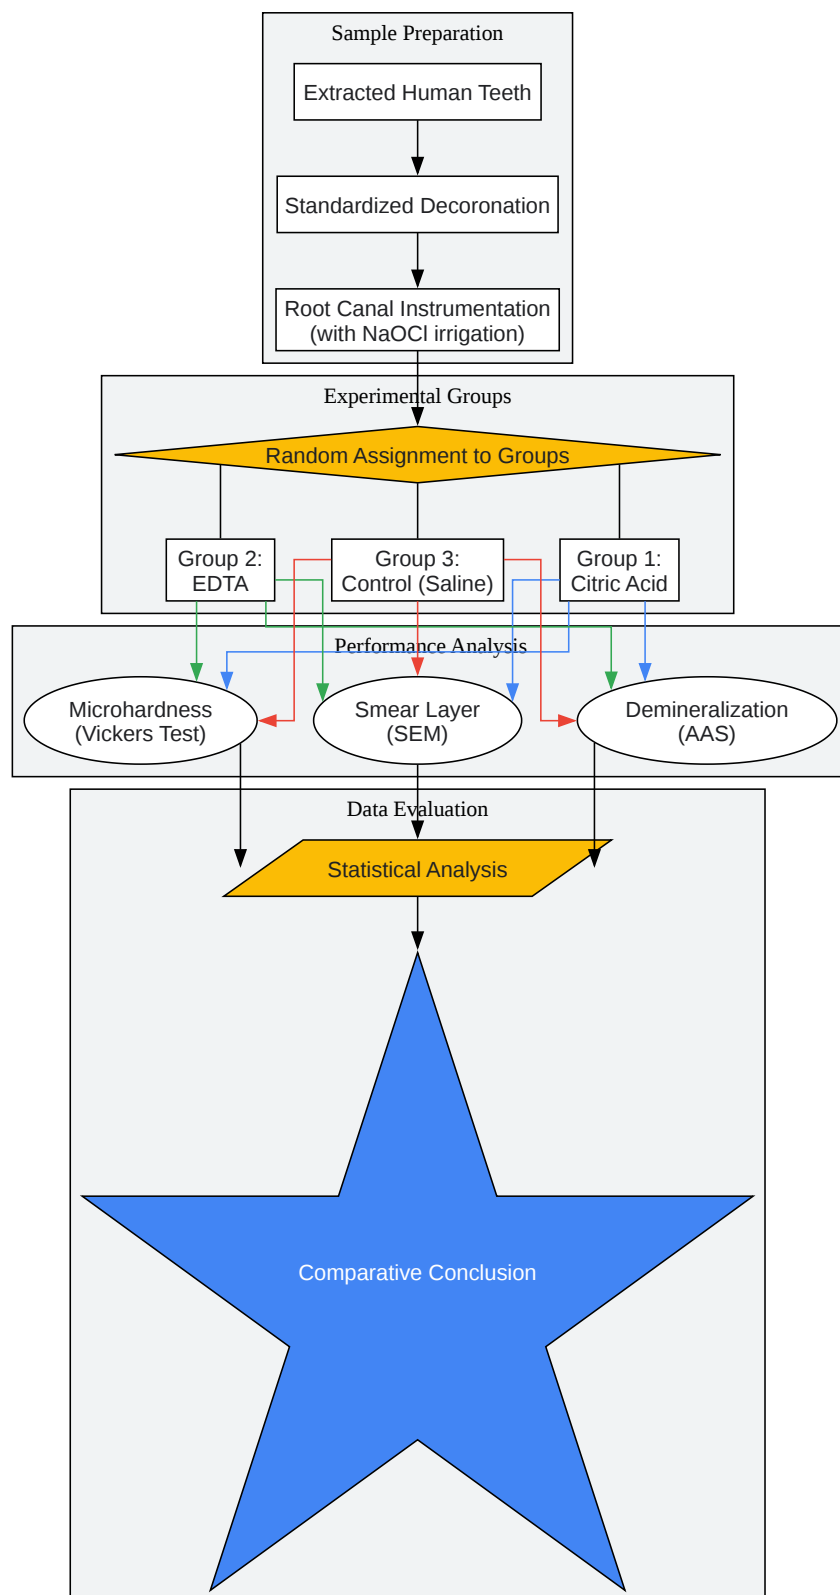 Sample Preparation
Extracted Human Teeth
Standardized Decoronation
Root Canal Instrumentation
(with NaOCl irrigation)
Experimental Groups
Random Assignment to Groups
Group 2:
EDTA
Group 3:
Control (Saline)
Group 1:
Citric Acid
Performance Analysis
Microhardness
(Vickers Test)
Smear Layer
(SEM)
Demineralization
(AAS)
Data Evaluation
Statistical Analysis
Comparative Conclusion